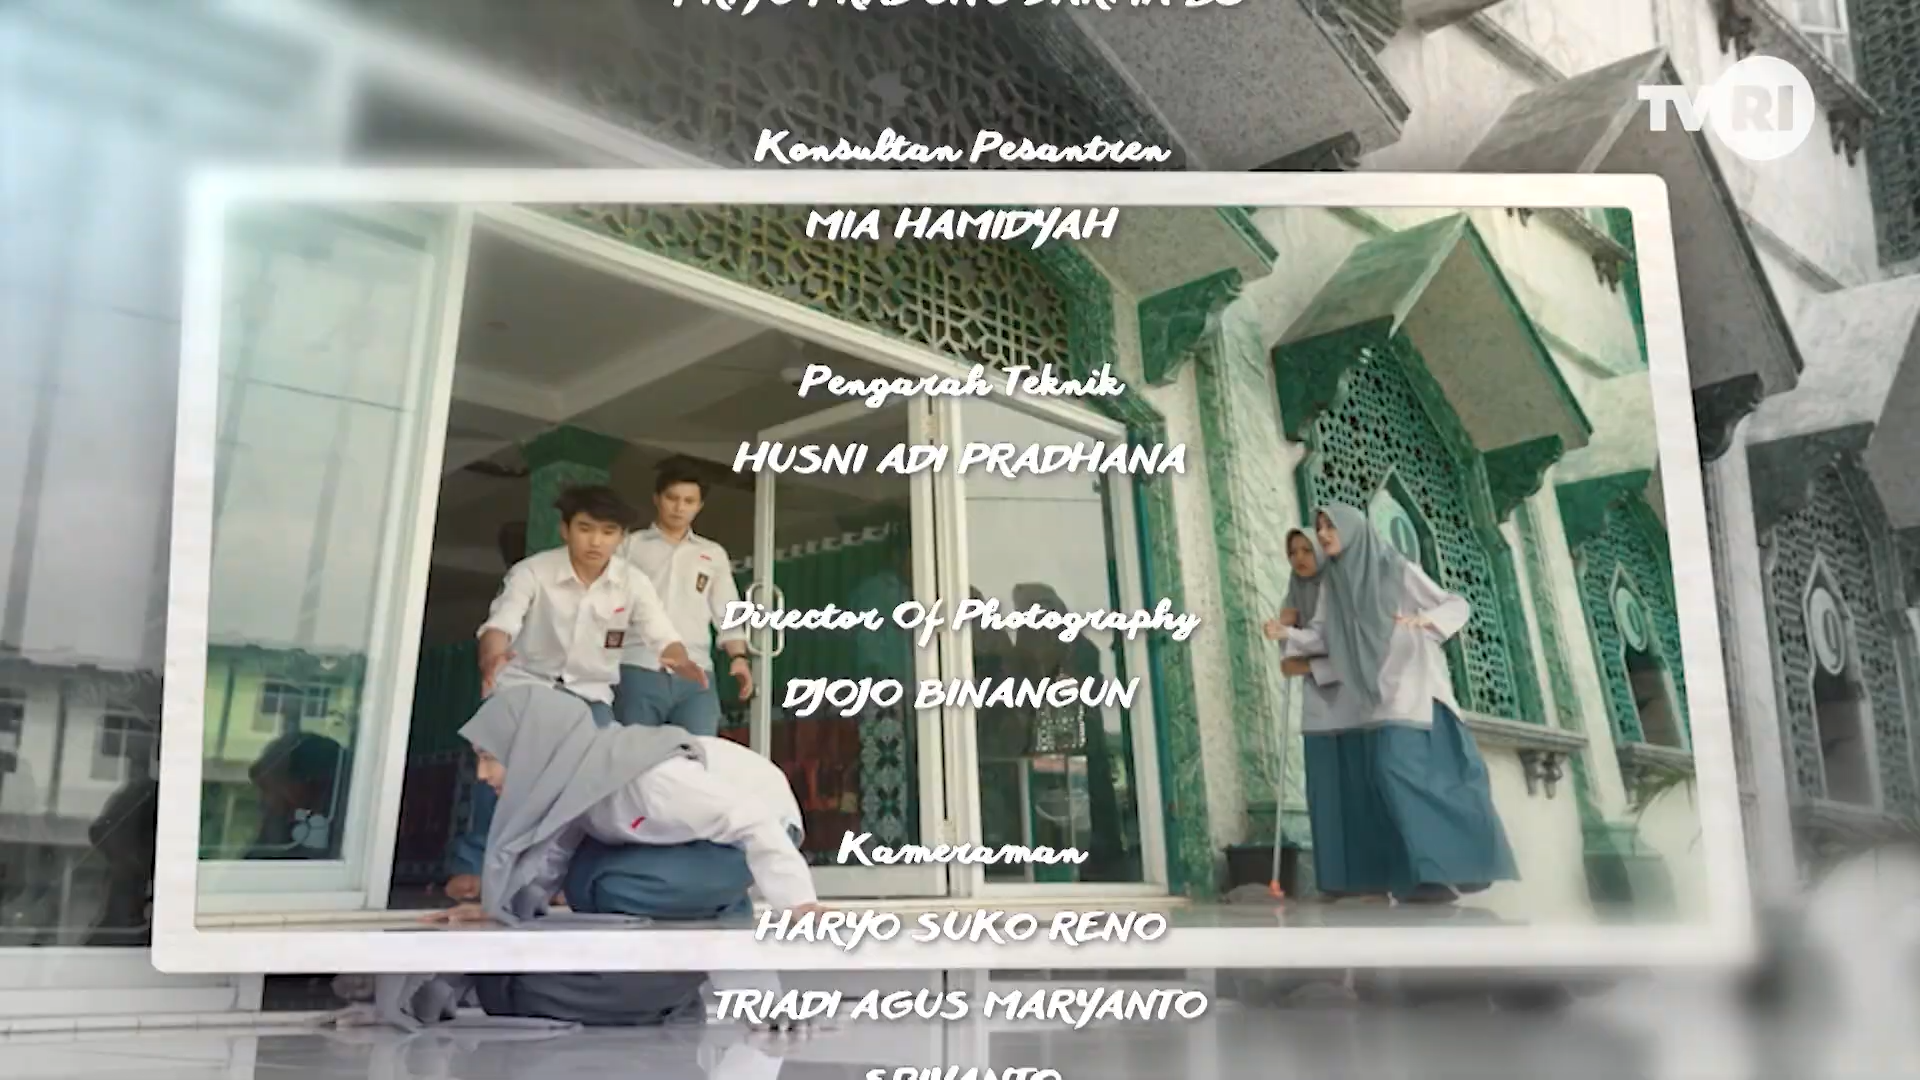 TVRI
Konsultan Pesantren
MIA HAMIDYAH
Pengarah Teknik
HUSNI ADI PRADHANA
Director Of Photography
DJOJO BINANGUN
Kameraman
HARYO SUKO RENO
TRIADI AGUS MARYANTO